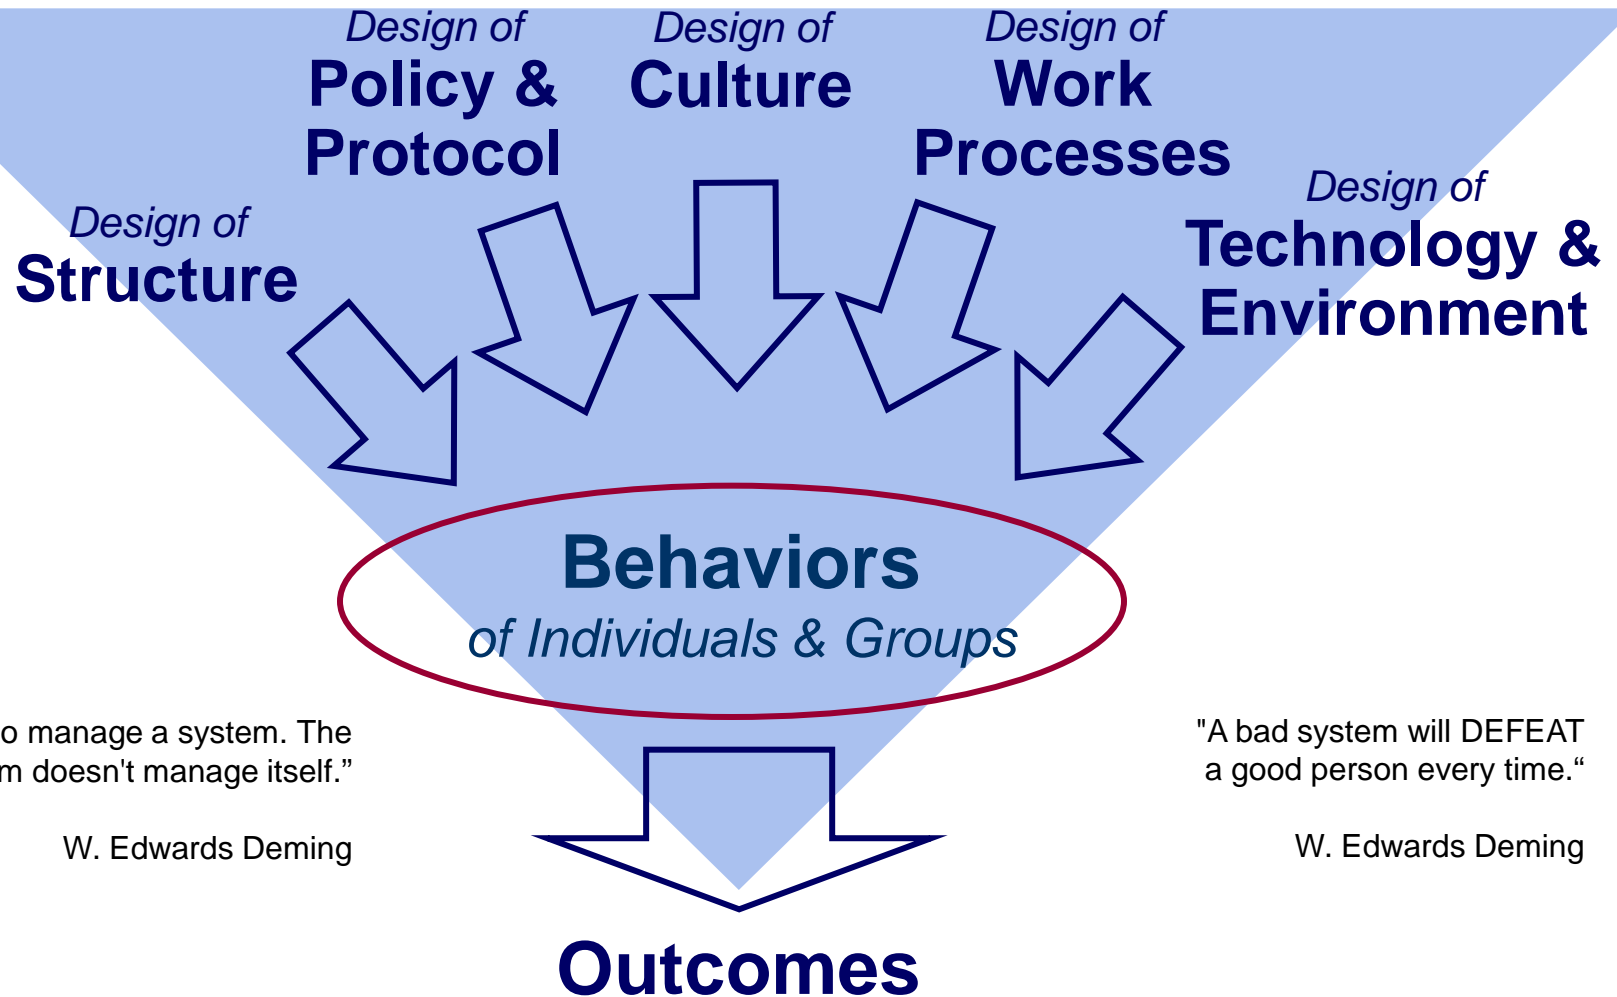 Design of
Policy &
Protocol
Design of
Culture
Design of
Work
Processes
Design of
Structure
Design of
Technology &
Environment
Behaviors
of Individuals & Groups
o manage a system. The
m doesn't manage itself.”
W. Edwards Deming
"A bad system will DEFEAT
a good person every time.“
W. Edwards Deming
Outcomes